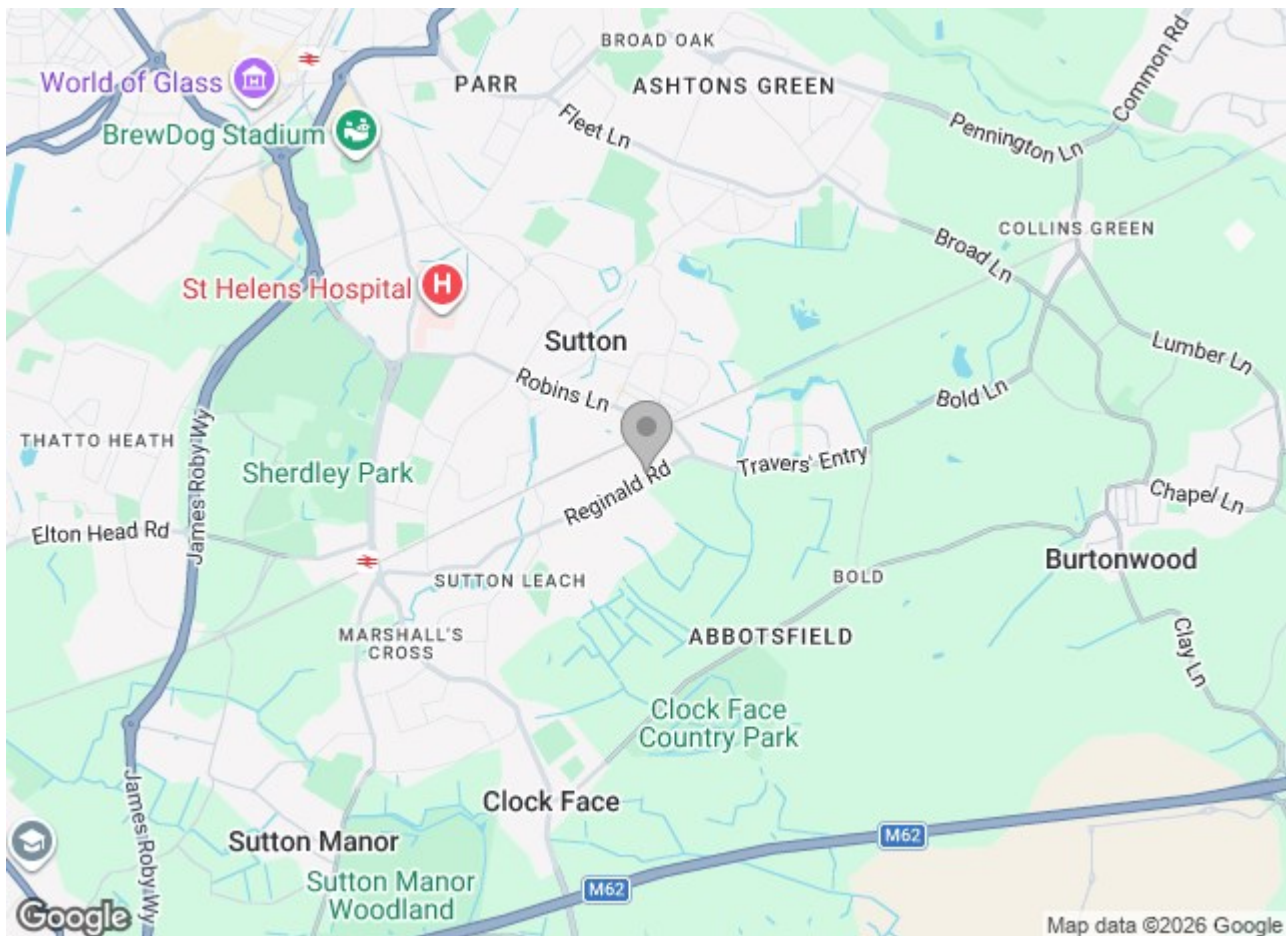 BROAD OAK
World of Glass
PARR
ASHTONS GREEN
Common Rd
BrewDog Stadium
Fleet Ln
Pennington Ln
COLLINS GREEN
Broad Ln
St Helens Hospital
H
Sutton
Lumber Ln
Robins Ln
Bold Ln
THATTO HEATH
James Roby Wy
Sherdley Park
Travers' Entry
Reginald Rd
Chapel Ln
Elton Head Rd
Burtonwood
SUTTON LEACH
BOLD
MARSHALL'S
CROSS
ABBOTSFIELD
Clay Ln
Clock Face
Country Park
James Roby Wy
Clock Face
Sutton Manor
M62
Sutton Manor
Woodland
M62
Google
Map data ©2026 Google